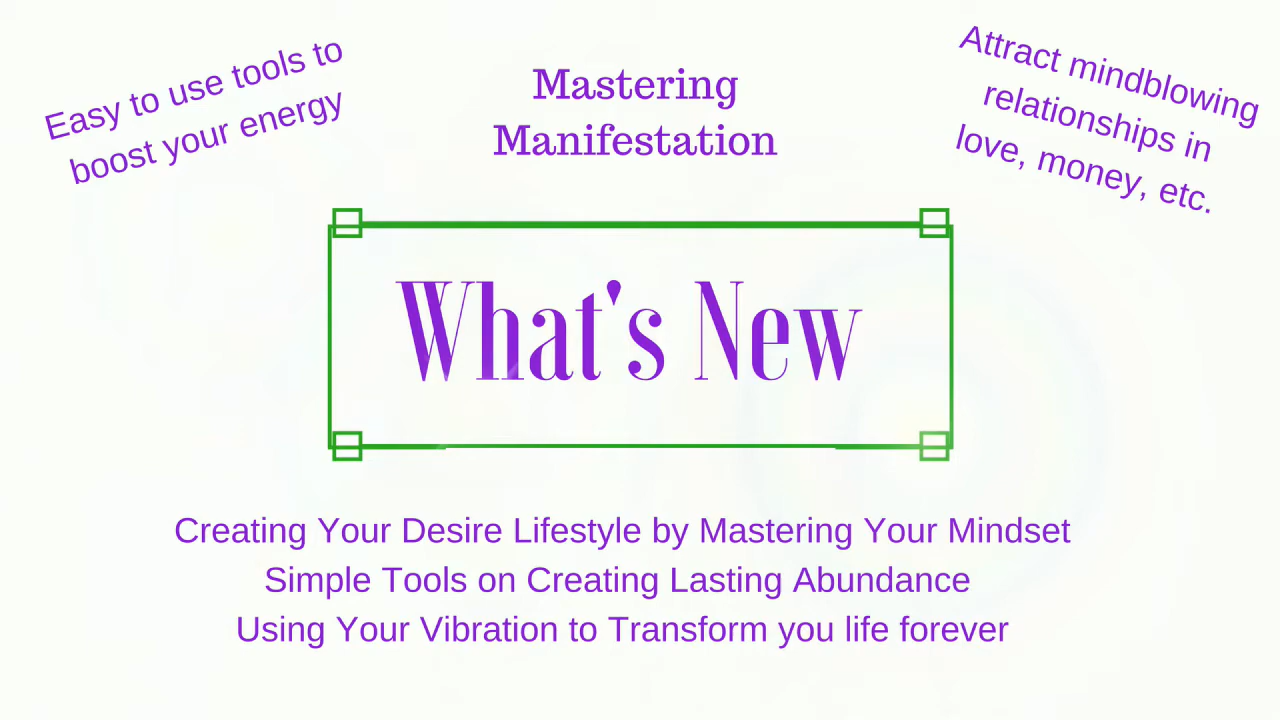 Easy to use tools to
boost your energy
Mastering
Manifestation
Attract mindblowing
relationships in
love, money, etc.
What's New
Creating Your Desire Lifestyle by Mastering Your Mindset
Simple Tools on Creating Lasting Abundance
Using Your Vibration to Transform you life forever